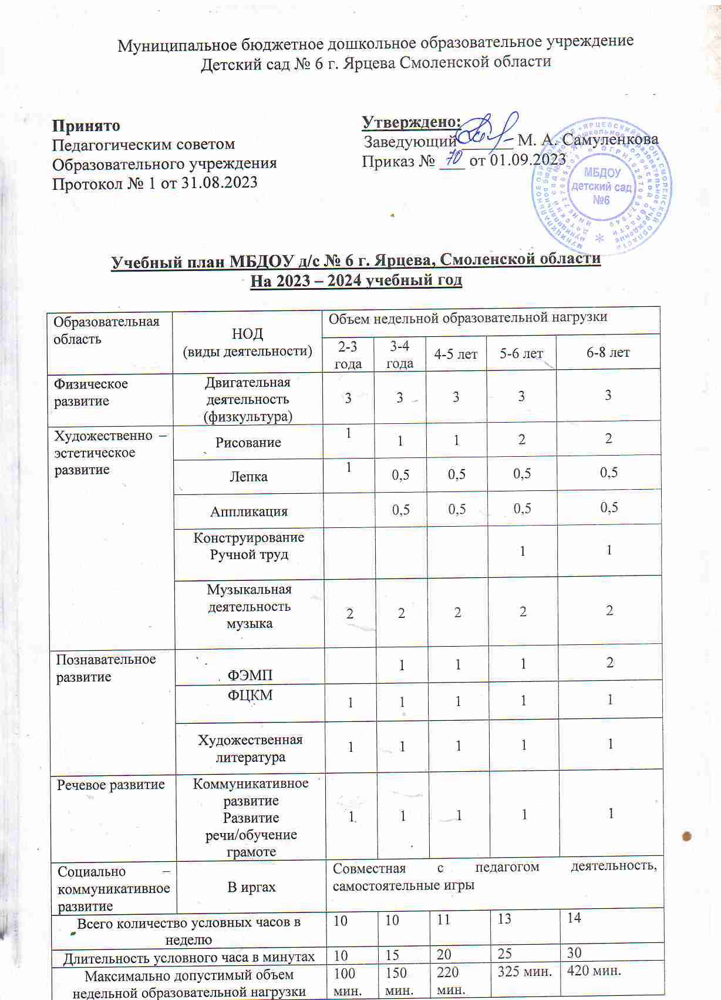 Муниципальное бюджетное дошкольное образовательное учреждение
Детский сад № 6 г. Ярцева Смоленской области
Принято
Педагогическим советом
Образовательного учреждения
Протокол № 1 от 31.08.2023
Утверждено:
Заведующий _______ М. А. Самуленкова
Приказ № 70 от 01.09.2023
МБДОУ
детский сад
№6
Учебный план МБДОУ д/с № 6 г. Ярцева, Смоленской области
На 2023 – 2024 учебный год
Образовательная область
НОД
(виды деятельности)
Объем недельной образовательной нагрузки
2-3 года
3-4 года
4-5 лет
5-6 лет
6-8 лет
Физическое развитие
Двигательная деятельность (физкультура)
3 3 3 3 3
Художественно – эстетическое развитие
Рисование
1 1 1 2 2
Лепка
1 0,5 0,5 0,5 0,5
Аппликация
0,5 0,5 0,5 0,5
Конструирование
Ручной труд
1 1
Музыкальная деятельность музыка
2 2 2 2 2
Познавательное развитие
ФЭМП
1 1 1 2
ФЦКМ
1 1 1 1 1
Художественная литература
1 1 1 1 1
Речевое развитие
Коммуникативное развитие
Развитие речи/обучение грамоте
1 1 1 1 1
Социально – коммуникативное развитие
В иргах
Совместная с педагогом деятельность, самостоятельные игры
Всего количество условных часов в неделю
10 10 11 13 14
Длительность условного часа в минутах
10 15 20 25 30
Максимально допустимый объем недельной образовательной нагрузки
100 мин. 150 мин. 220 мин. 325 мин. 420 мин.